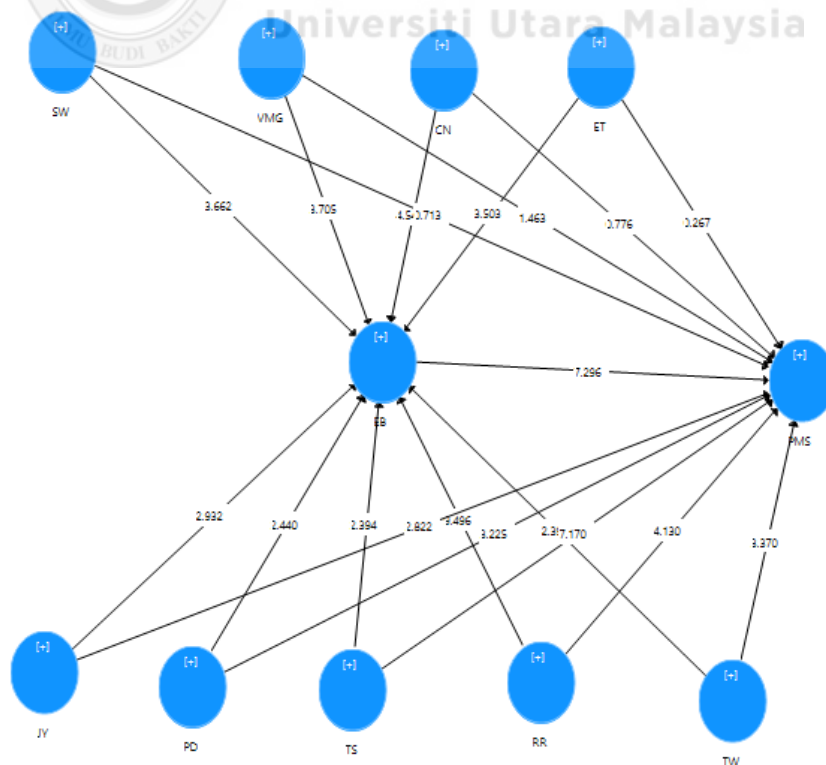 Universiti Utara Malaysia
BUDI BAKTI
[+] [+] [+] [+]
SW VMG CN ET
3.662 3.705 0.713 3.503 1.463 0.776 0.267
[+] [+]
7.296
EB PMS
2.932 2.440 2.394 2.822 3.496 3.225 7.170 4.130 3.370
[+] [+] [+] [+] [+]
JY PD TS RR TW